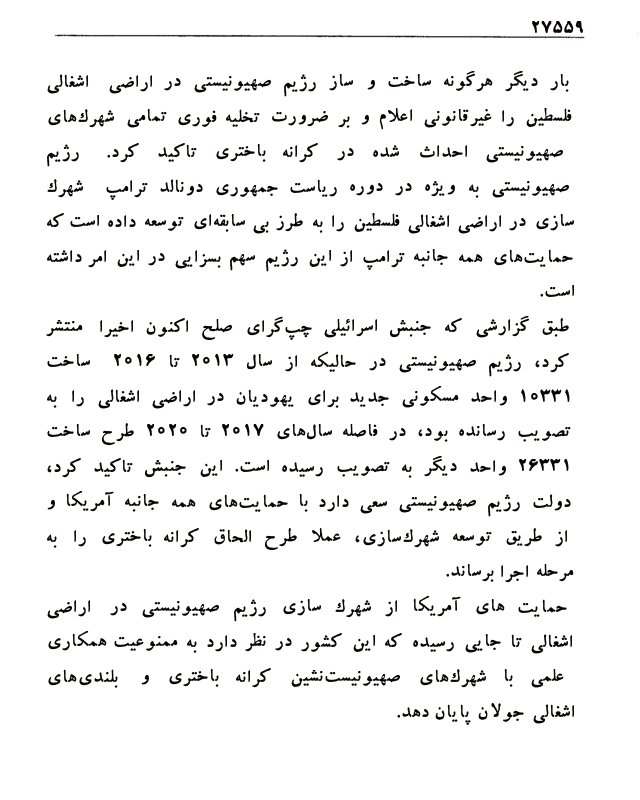 ۲۷۵۵۹
بار دیگر هرگونه ساخت و ساز رژیم صهیونیستی در اراضی اشغالی
فلسطین را غیرقانونی اعلام و بر ضرورت تخلیه فوری تمامی شهرك‌های
صهیونیستی احداث شده در کرانه باختری تاکید کرد. رژیم
صهیونیستی به ویژه در دوره ریاست جمهوری دونالد ترامپ شهرك
سازی در اراضی اشغالی فلسطین را به طرز بی سابقه‌ای توسعه داده است که
حمایت‌های همه جانبه ترامپ از این رژیم سهم بسزایی در این امر داشته
است.
طبق گزارشی که جنبش اسرائیلی چپ‌گرای صلح اکنون اخیرا منتشر
کرد، رژیم صهیونیستی در حالیکه از سال ۲۰۱۳ تا ۲۰۱۶ ساخت
۱۰۳۳۱ واحد مسکونی جدید برای یهودیان در اراضی اشغالی را به
تصویب رسانده بود، در فاصله سال‌های ۲۰۱۷ تا ۲۰۲۰ طرح ساخت
۲۶۳۳۱ واحد دیگر به تصویب رسیده است. این جنبش تاکید کرد،
دولت رژیم صهیونیستی سعی دارد با حمایت‌های همه جانبه آمریکا و
از طریق توسعه شهرك‌سازی، عملا طرح الحاق کرانه باختری را به
مرحله اجرا برساند.
حمایت های آمریکا از شهرك سازی رژیم صهیونیستی در اراضی
اشغالی تا جایی رسیده که این کشور در نظر دارد به ممنوعیت همکاری
علمی با شهرك‌های صهیونیست‌نشین کرانه باختری و بلندی‌های
اشغالی جولان پایان دهد.